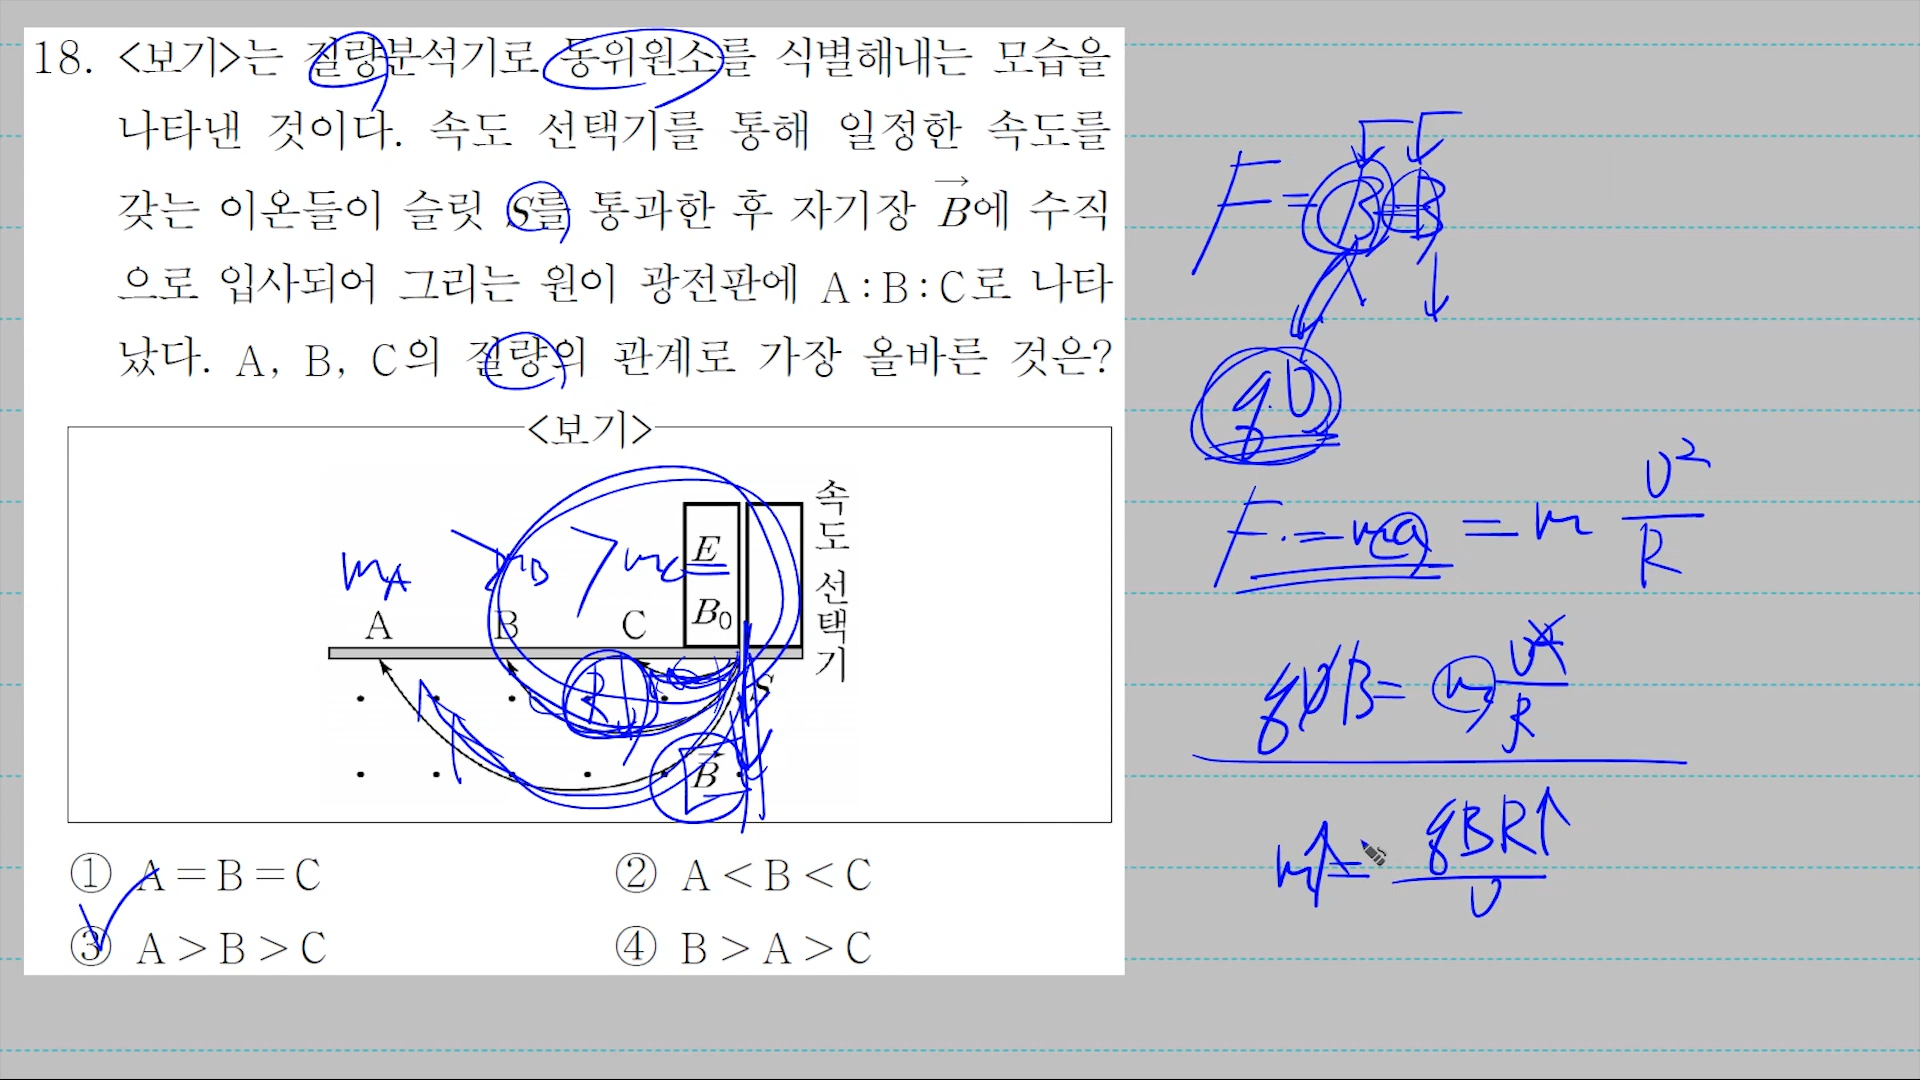 18. <보기>는 질량분석기로 동위원소를 식별해내는 모습을
나타낸 것이다. 속도 선택기를 통해 일정한 속도를
갖는 이온들이 슬릿 S를 통과한 후 자기장 B에 수직
으로 입사되어 그리는 원이 광전판에 A : B : C로 나타
났다. A, B, C의 질량의 관계로 가장 올바른 것은?
<보기>
속도 선택기
E
B₀
mA > mB > mC
A B C
S
R
B
① A = B = C
② A < B < C
③ A > B > C
④ B > A > C
F =
q.v
F = ma = m v²/R
qvB = m v²/R
m↑ = qBR↑/v